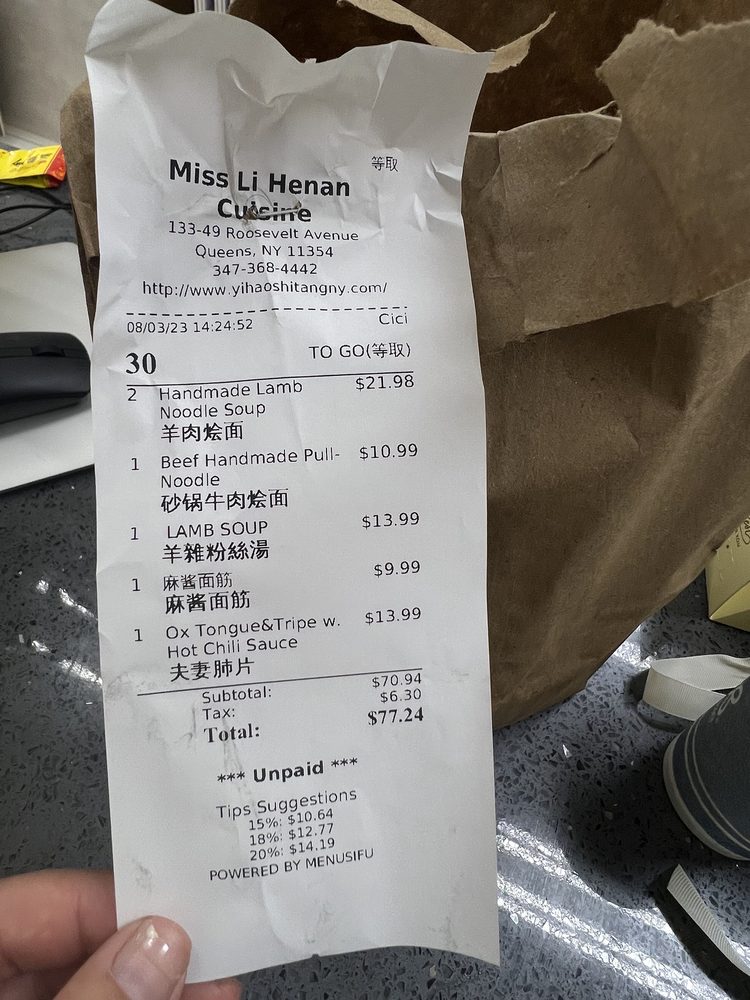 等取
Miss Li Henan
Cuisine
133-49 Roosevelt Avenue
Queens, NY 11354
347-368-4442
http://www.yihaoshitangny.com/
08/03/23 14:24:52 Cici
30 TO GO(等取)
2 Handmade Lamb $21.98
Noodle Soup
羊肉烩面
1 Beef Handmade Pull- $10.99
Noodle
砂锅牛肉烩面
1 LAMB SOUP $13.99
羊雜粉絲湯
1 麻酱面筋 $9.99
麻酱面筋
1 Ox Tongue&Tripe w. $13.99
Hot Chili Sauce
夫妻肺片
Subtotal: $70.94
Tax: $6.30
Total: $77.24
*** Unpaid ***
Tips Suggestions
15%: $10.64
18%: $12.77
20%: $14.19
POWERED BY MENUSIFU